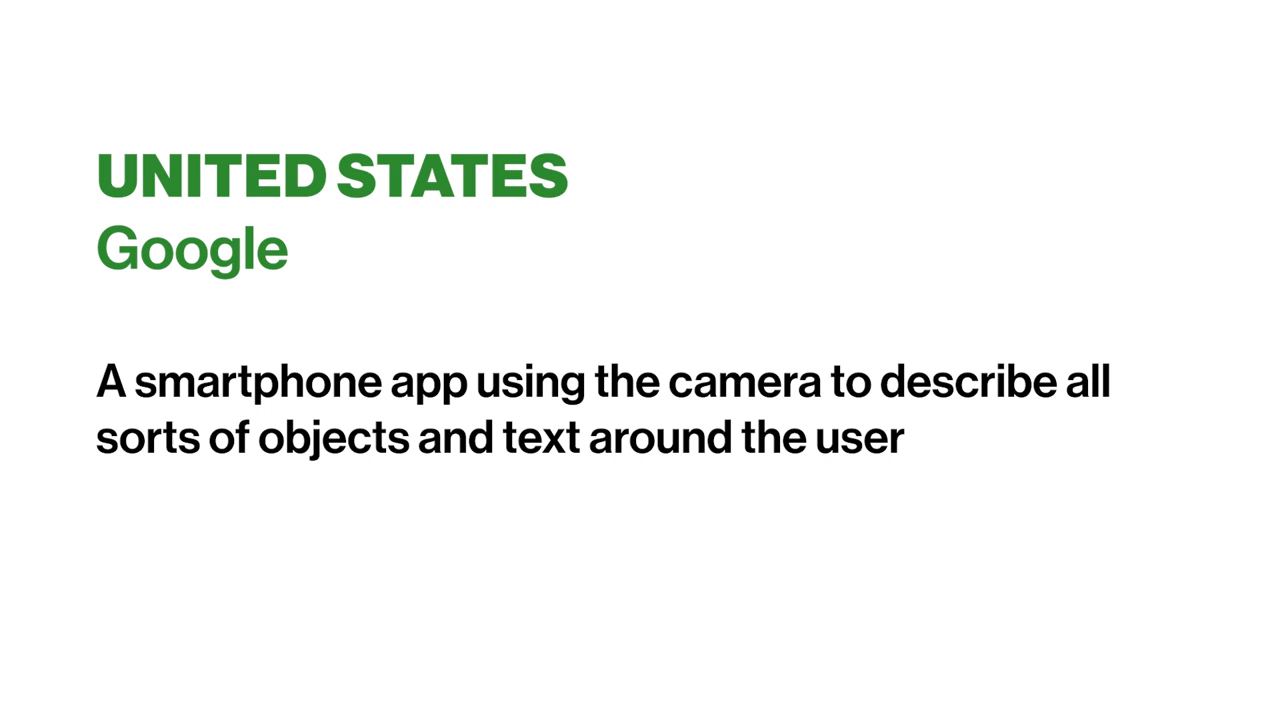 UNITED STATES
Google
A smartphone app using the camera to describe all
sorts of objects and text around the user